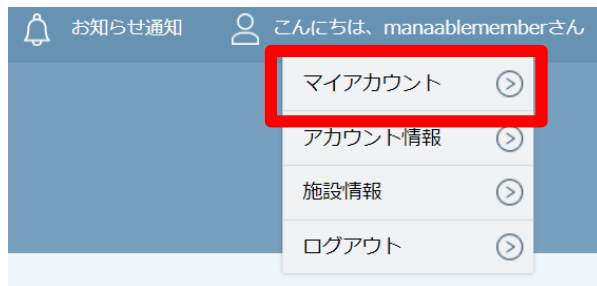 お知らせ通知 こんにちは、manaablememberさん
マイアカウント
アカウント情報
施設情報
ログアウト